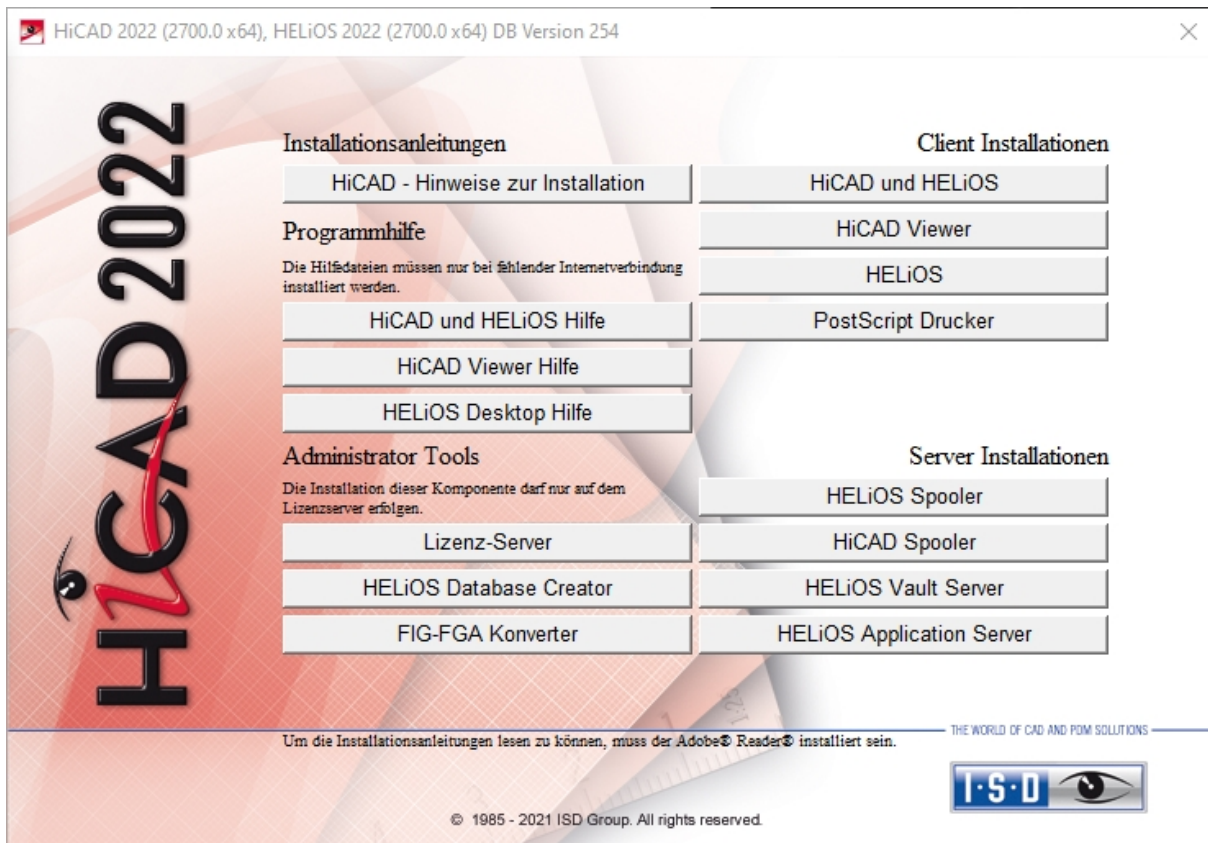 HiCAD 2022 (2700.0 x64), HELiOS 2022 (2700.0 x64) DB Version 254
HiCAD 2022
Installationsanleitungen
HiCAD - Hinweise zur Installation
Programmhilfe
Die Hilfedateien müssen nur bei fehlender Internetverbindung
installiert werden.
HiCAD und HELiOS Hilfe
HiCAD Viewer Hilfe
HELiOS Desktop Hilfe
Administrator Tools
Die Installation dieser Komponente darf nur auf dem
Lizenzserver erfolgen.
Lizenz-Server
HELiOS Database Creator
FIG-FGA Konverter
Client Installationen
HiCAD und HELiOS
HiCAD Viewer
HELiOS
PostScript Drucker
Server Installationen
HELiOS Spooler
HiCAD Spooler
HELiOS Vault Server
HELiOS Application Server
1:25
Um die Installationsanleitungen lesen zu können, muss der Adobe® Reader® installiert sein.
THE WORLD OF CAD AND PDM SOLUTIONS
I·S·D
© 1985 - 2021 ISD Group. All rights reserved.